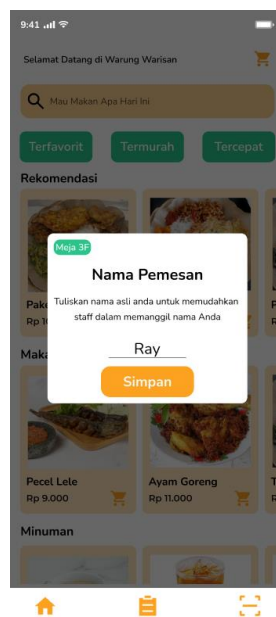 9:41
Selamat Datang di Warung Warisan
Mau Makan Apa Hari Ini
Terfavorit Termurah Tercepat
Rekomendasi
Meja 3F
Nama Pemesan
Tuliskan nama asli anda untuk memudahkan
staff dalam memanggil nama Anda
Ray
Simpan
Pecel Lele
Rp 9.000
Ayam Goreng
Rp 11.000
Minuman